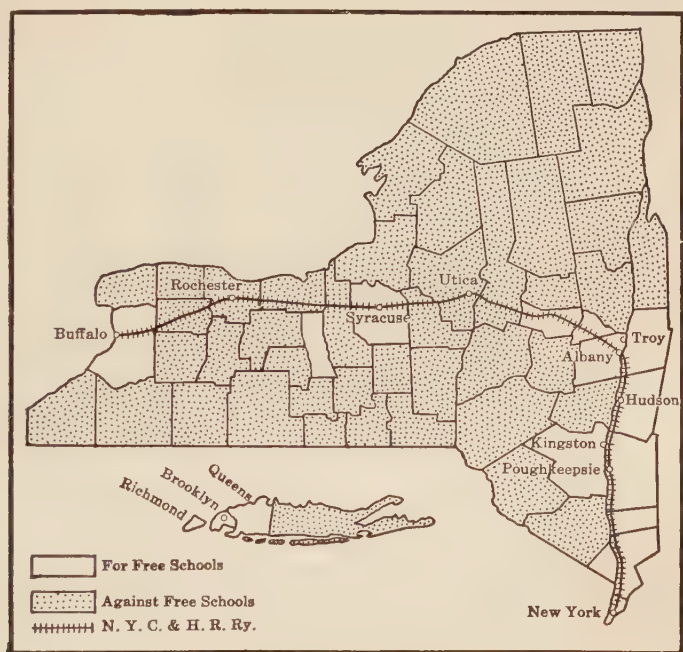 Rochester
Utica
Buffalo
Syracuse
Troy
Albany
Hudson
Kingston
Poughkeepsie
Queens
Brooklyn
Richmond
For Free Schools
Against Free Schools
N. Y. C. & H. R. Ry.
New York